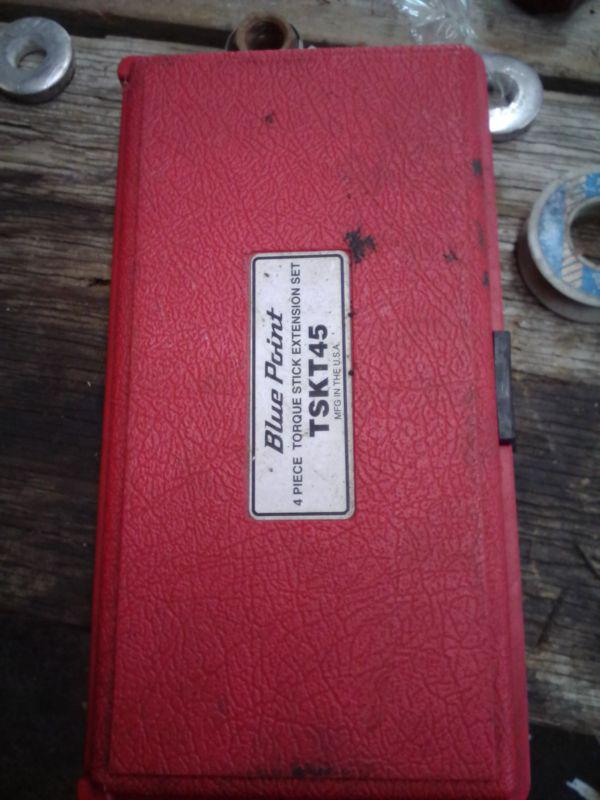 Blue Point
4 PIECE TORQUE STICK EXTENSION SET
TSKT45
MFG IN THE U.S.A.